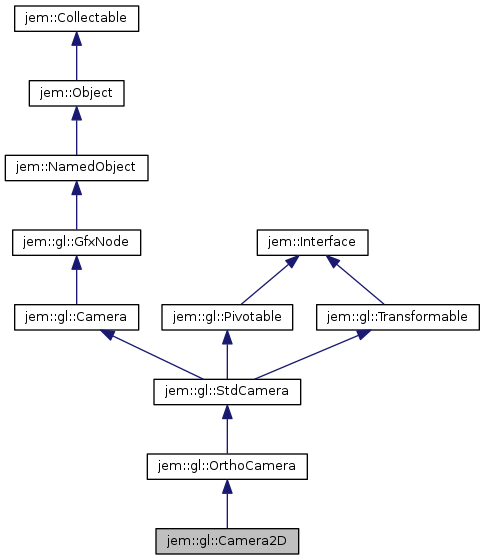 jem::Collectable
jem::Object
jem::NamedObject
jem::gl::GfxNode
jem::Interface
jem::gl::Camera
jem::gl::Pivotable
jem::gl::Transformable
jem::gl::StdCamera
jem::gl::OrthoCamera
jem::gl::Camera2D